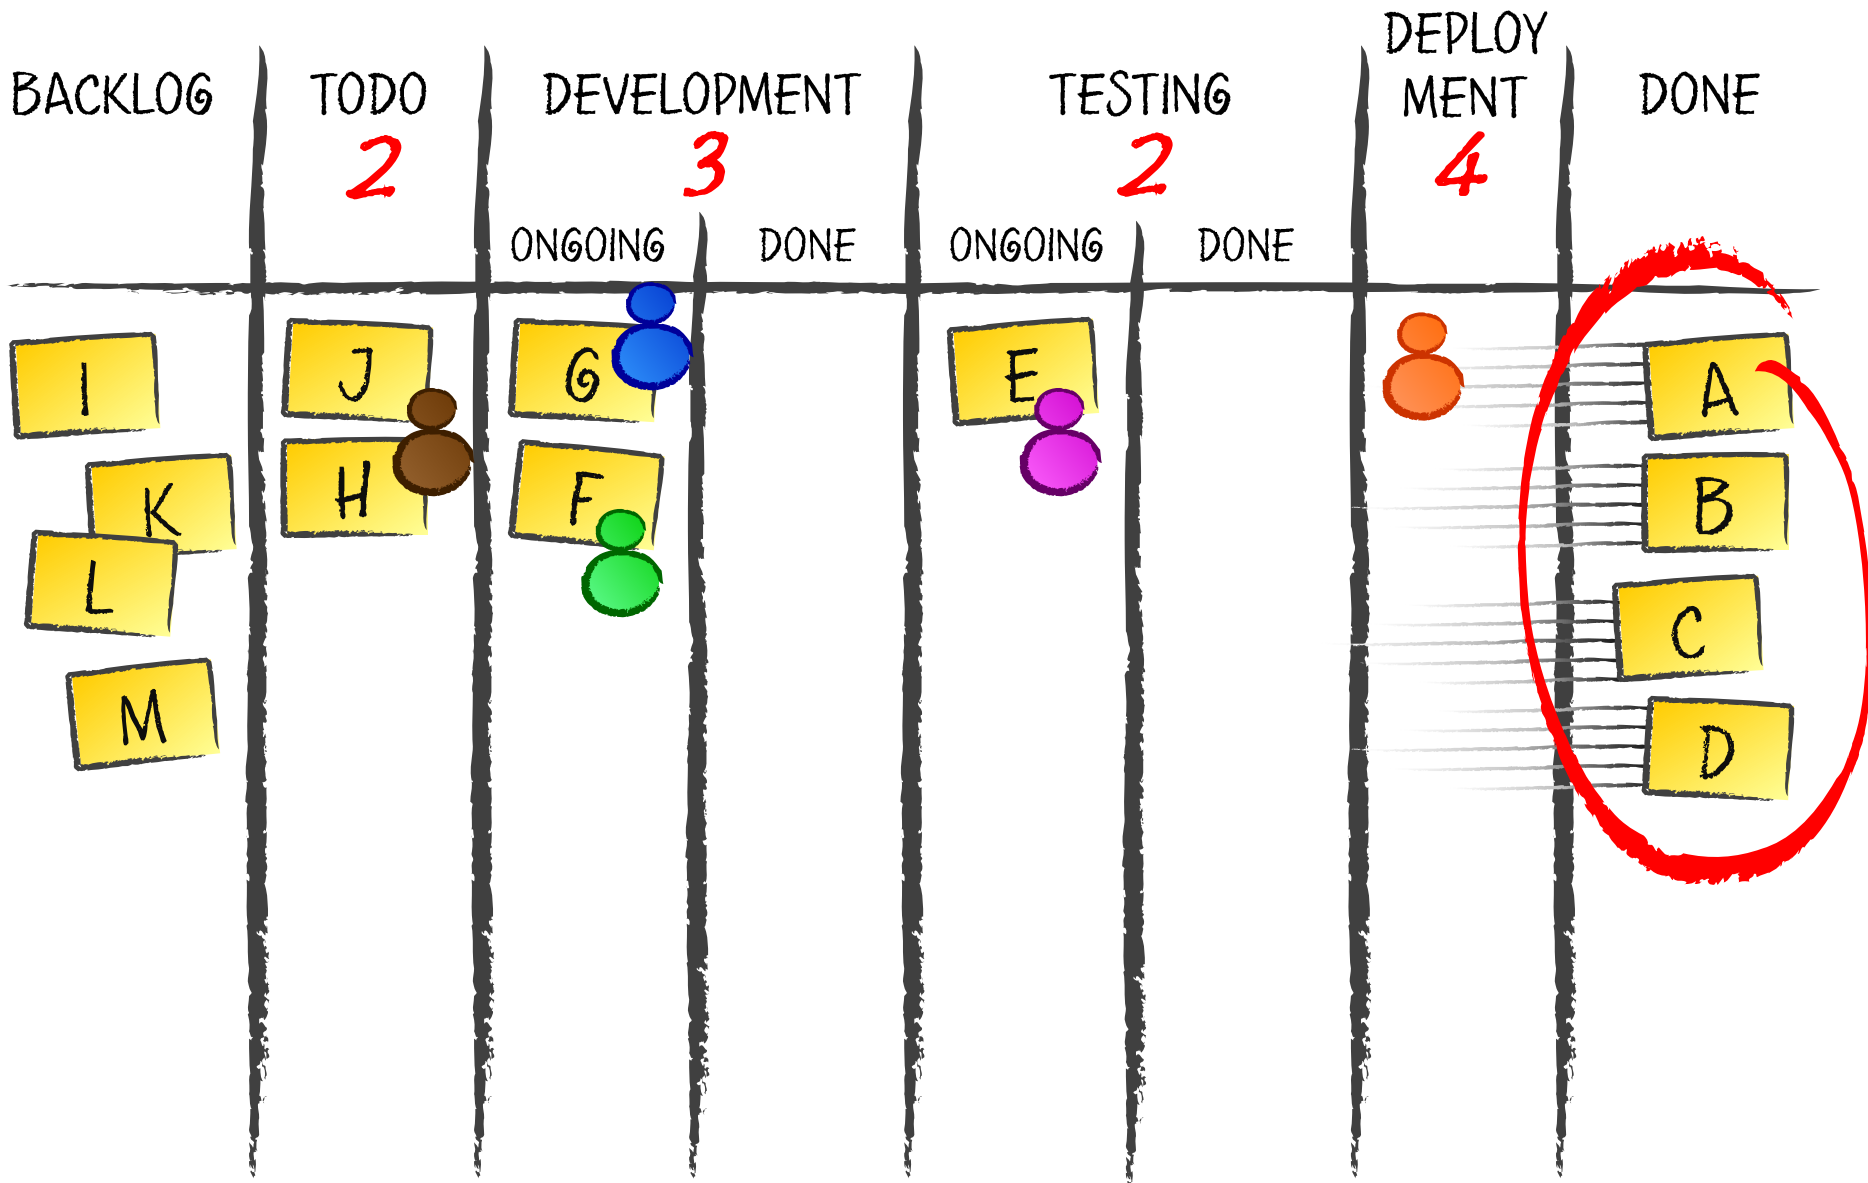 BACKLOG
TODO
2
DEVELOPMENT
3
ONGOING
DONE
TESTING
2
ONGOING
DONE
DEPLOY
MENT
4
DONE
I
K
L
M
J
H
G
F
E
A
B
C
D